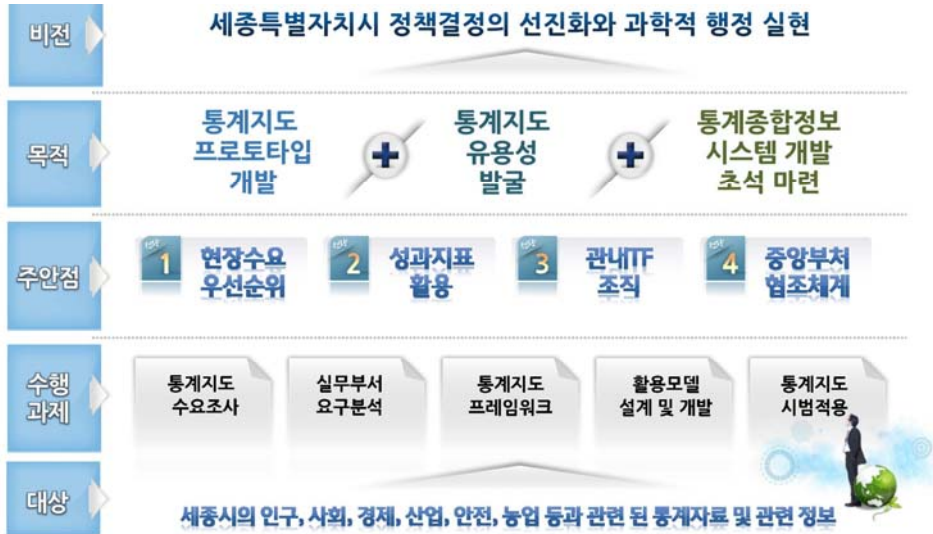 비전
세종특별자치시 정책결정의 선진화와 과학적 행정 실현
목적
통계지도
프로토타입
개발
통계지도
유용성
발굴
통계종합정보
시스템 개발
초석 마련
주안점
1
현장수요
우선순위
2
성과지표
활용
3
관내TF
조직
4
중앙부처
협조체계
수행
과제
통계지도
수요조사
실무부서
요구분석
통계지도
프레임워크
활용모델
설계 및 개발
통계지도
시범적용
대상
세종시의 인구, 사회, 경제, 산업, 안전, 농업 등과 관련 된 통계자료 및 관련 정보